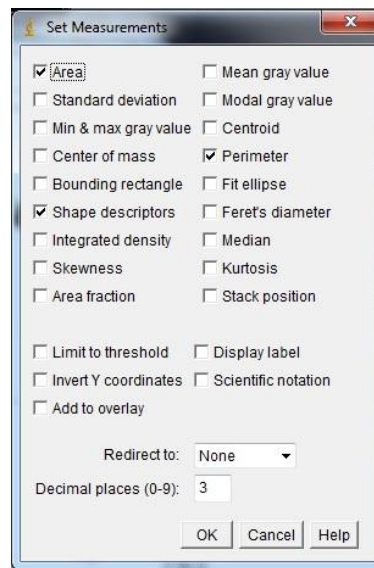 Set Measurements
x
Area Mean gray value
Standard deviation Modal gray value
Min & max gray value Centroid
Center of mass Perimeter
Bounding rectangle Fit ellipse
Shape descriptors Feret's diameter
Integrated density Median
Skewness Kurtosis
Area fraction Stack position
Limit to threshold Display label
Invert Y coordinates Scientific notation
Add to overlay
Redirect to: None
Decimal places (0-9): 3
OK Cancel Help